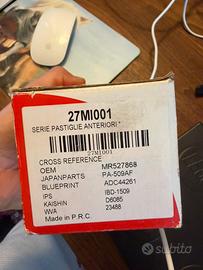 27MI001
SERIE PASTIGLIE ANTERIORI *
27MI001
CROSS REFERENCE
OEM MR527868
JAPANPARTS PA-509AF
BLUEPRINT ADC44261
IPS IBD-1509
KAISHIN D6085
WVA 23488
Made in P.R.C.
subito